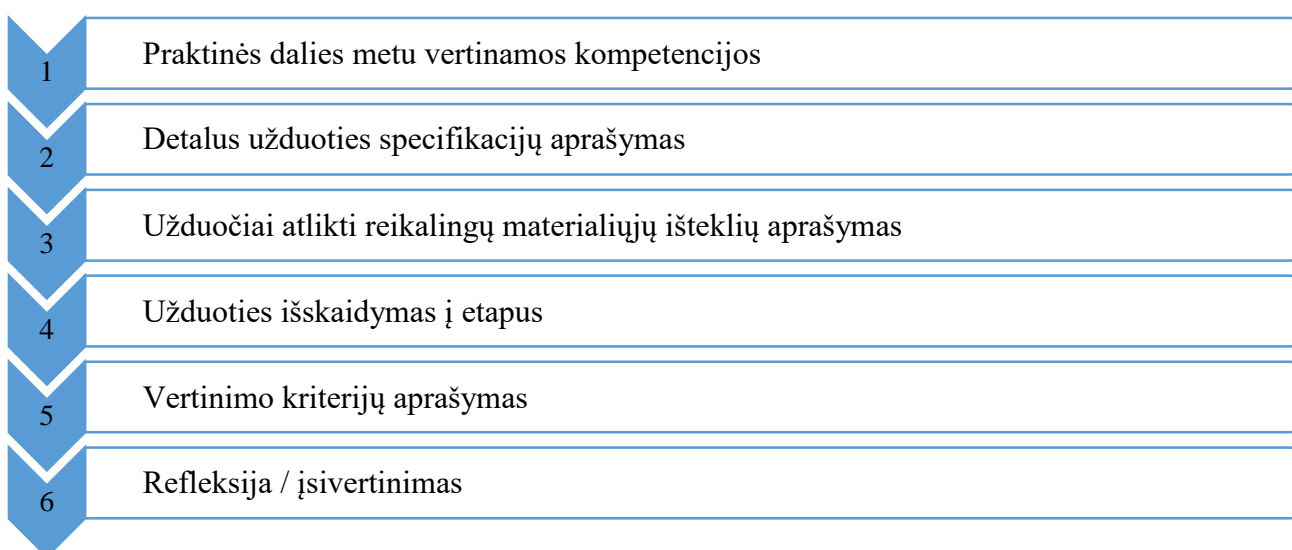 1 Praktinės dalies metu vertinamos kompetencijos
2 Detalus užduoties specifikacijų aprašymas
3 Užduočiai atlikti reikalingų materialiųjų išteklių aprašymas
4 Užduoties išskaidymas į etapus
5 Vertinimo kriterijų aprašymas
6 Refleksija / įsivertinimas